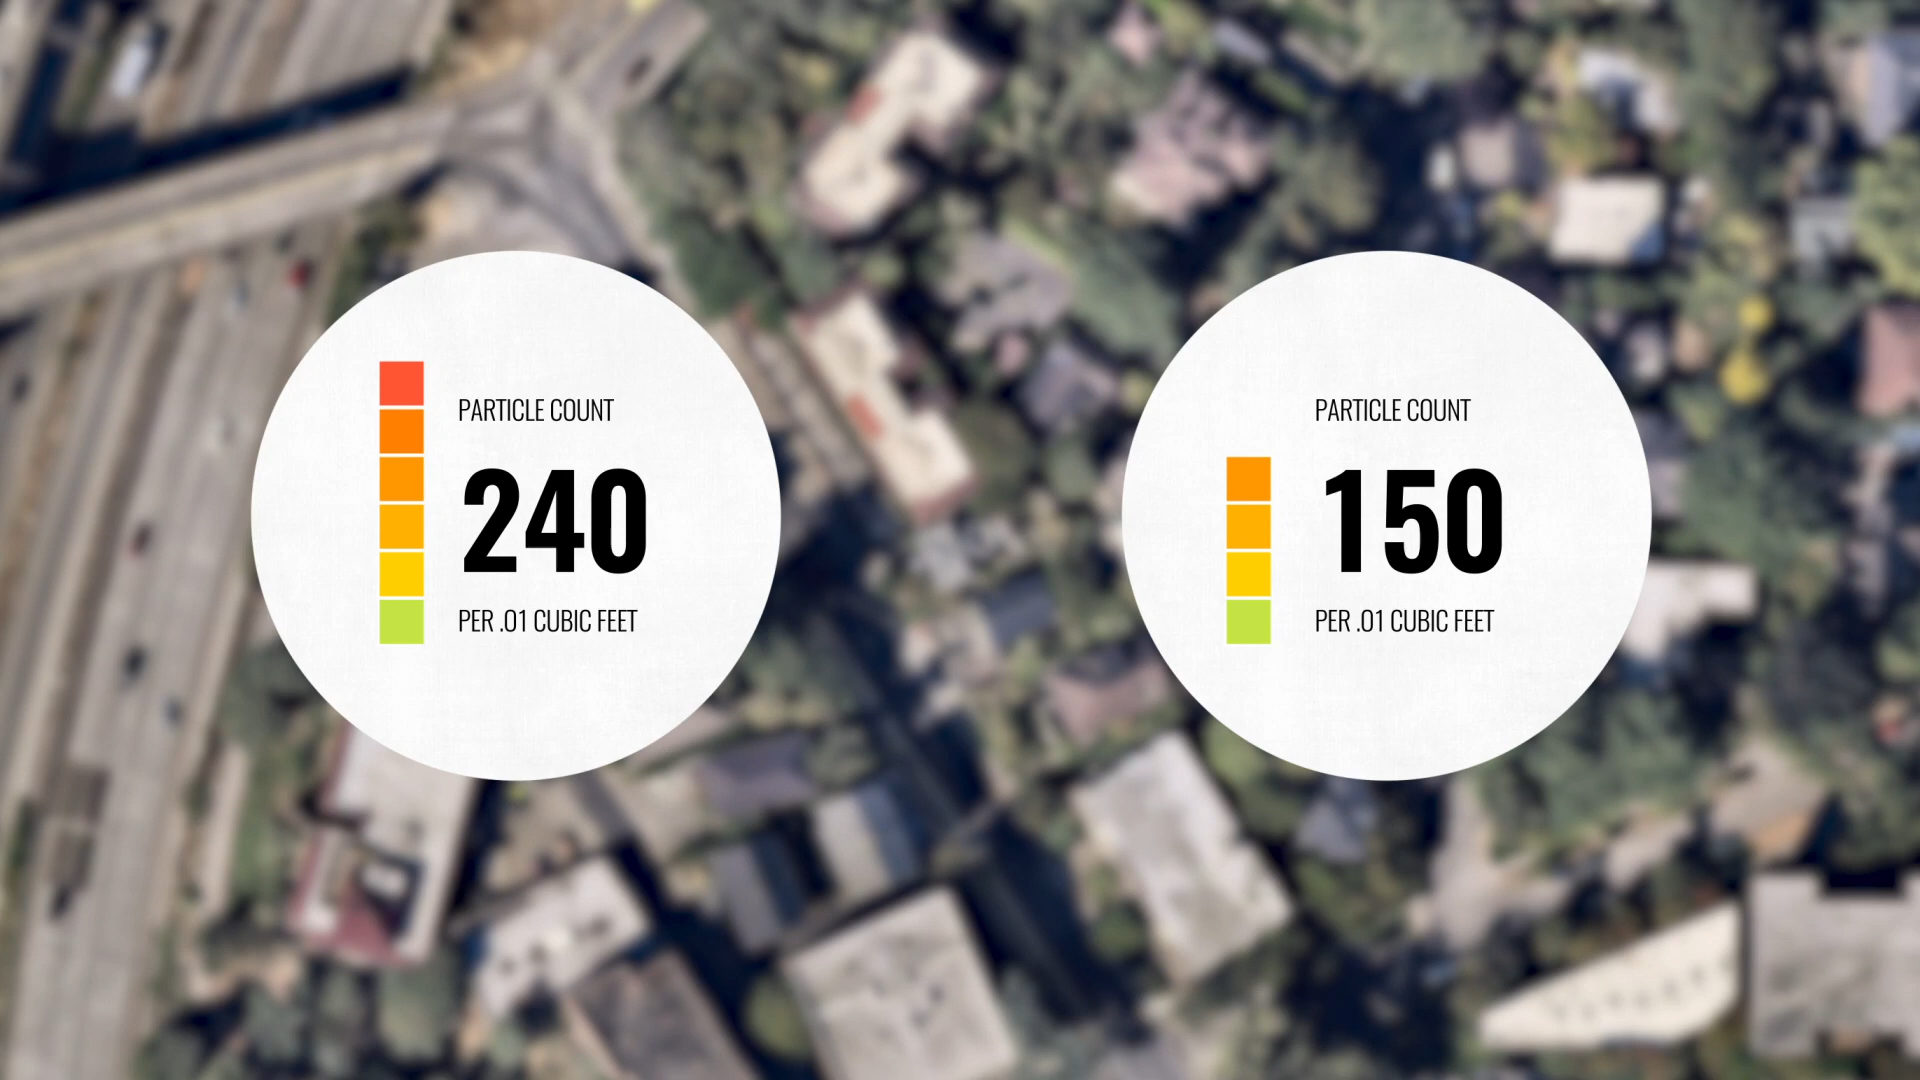 PARTICLE COUNT
240
PER .01 CUBIC FEET
PARTICLE COUNT
150
PER .01 CUBIC FEET